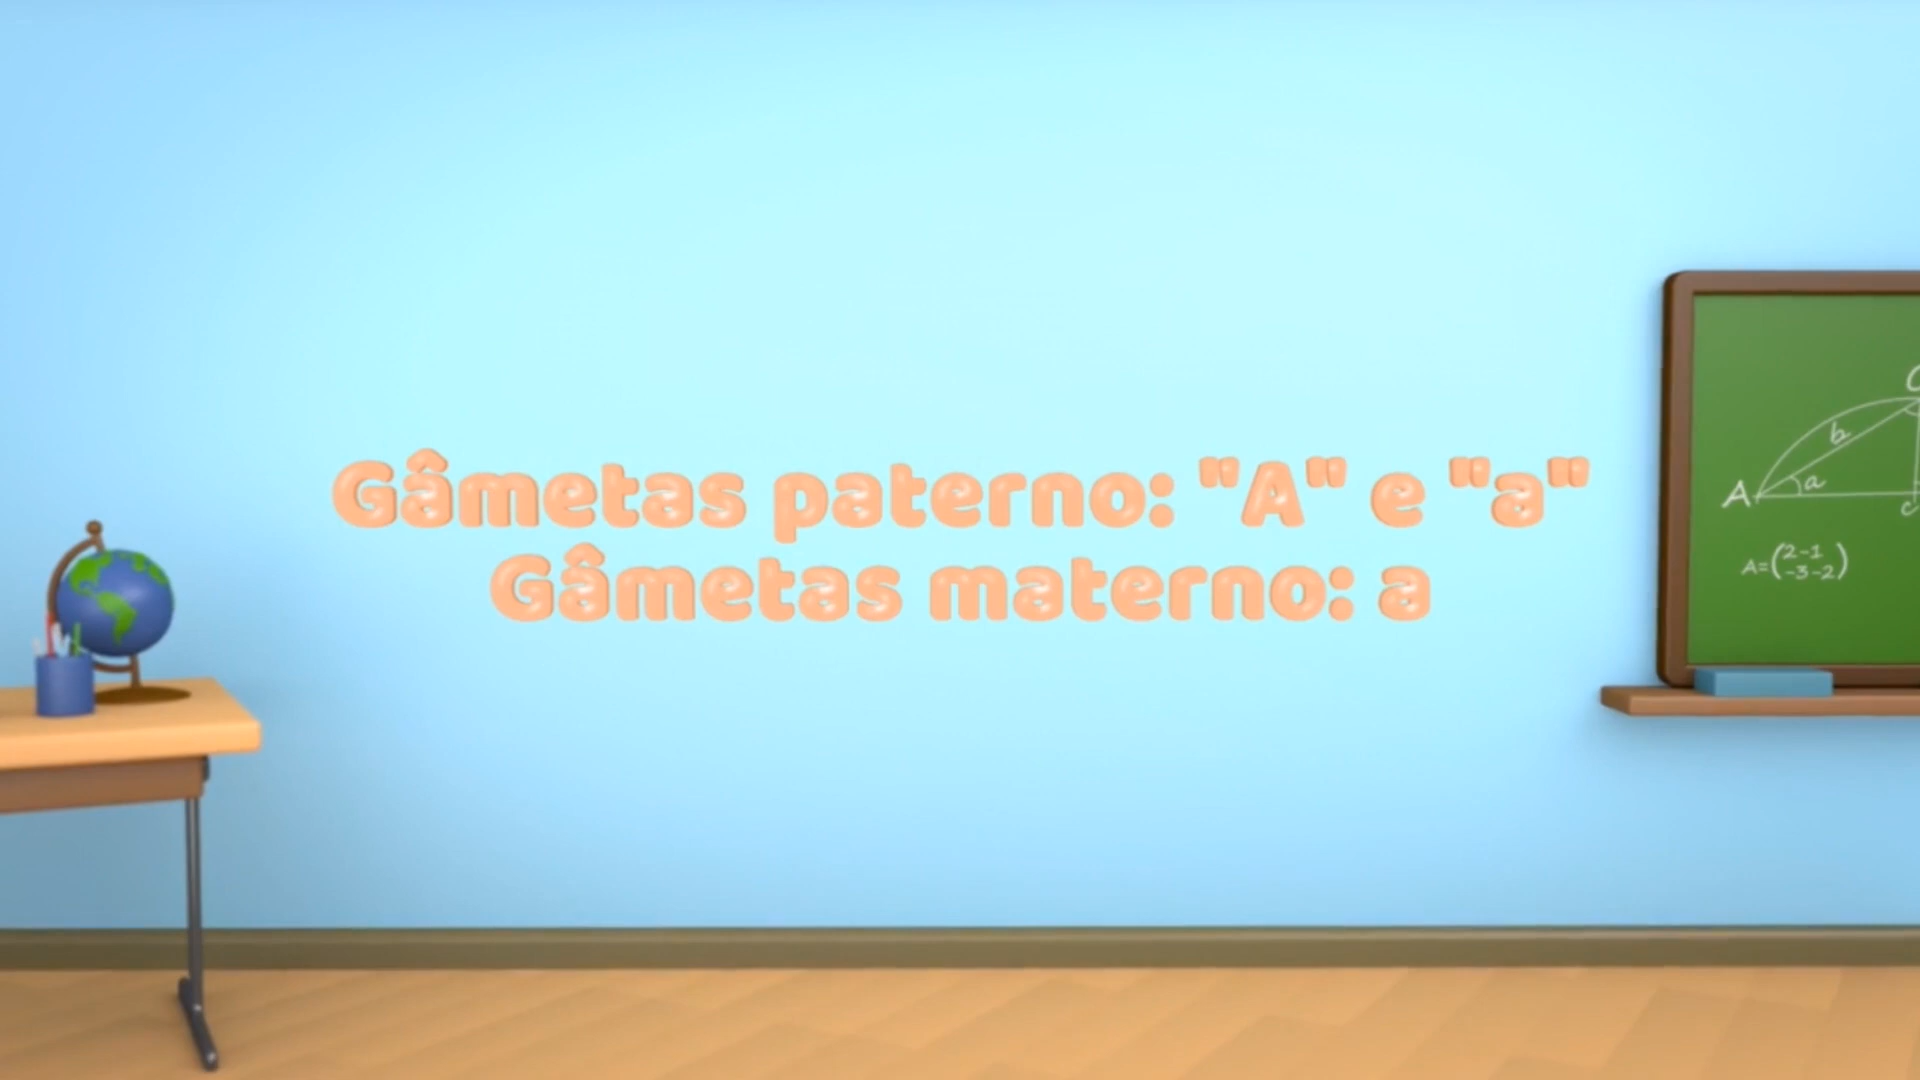 Gâmetas paterno: "A" e "a"
Gâmetas materno: a
b
A a
A=(2-1
-3-2)